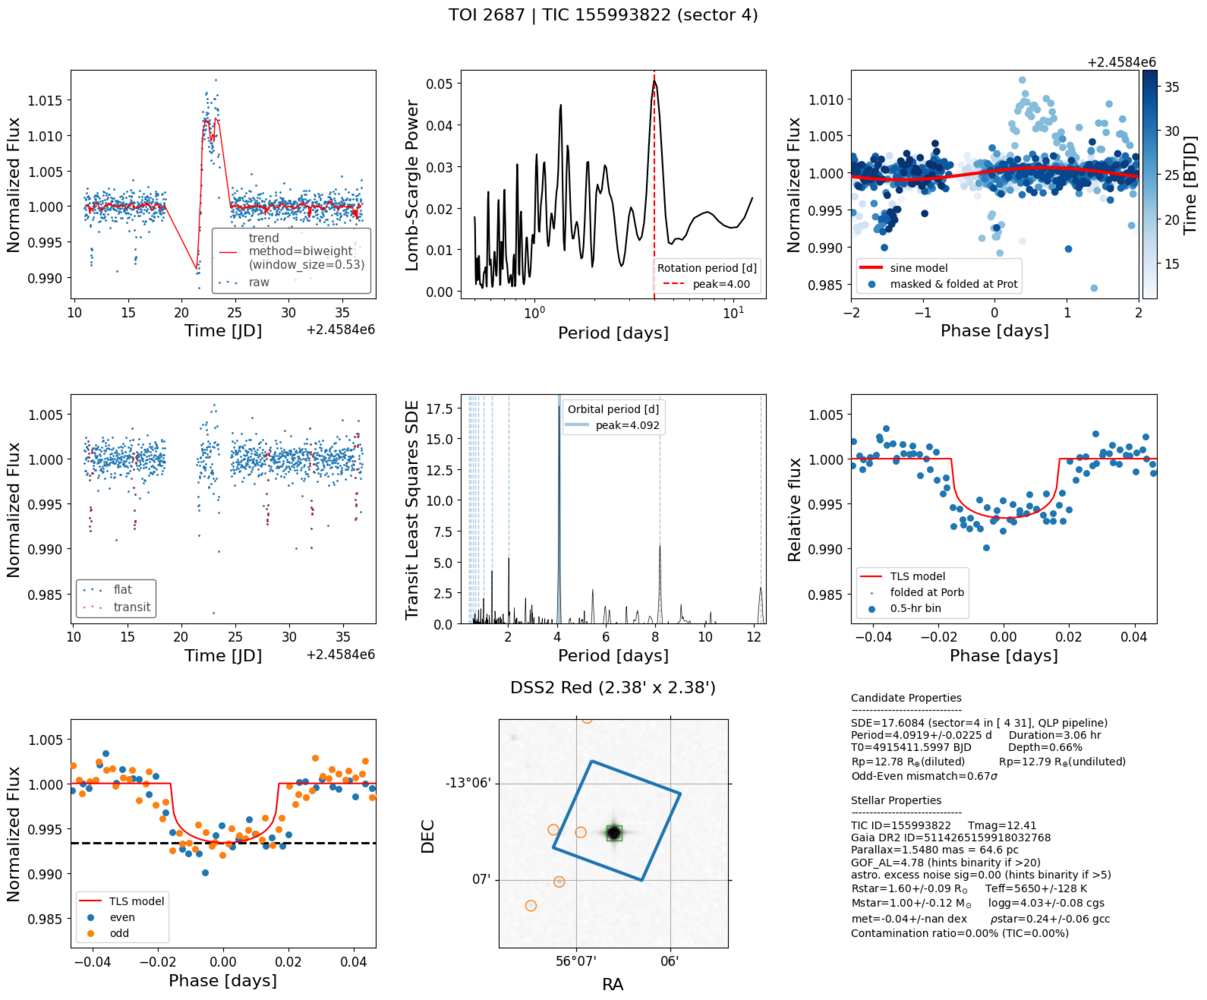 TOI 2687 | TIC 155993822 (sector 4)
Normalized Flux
1.015
1.010
1.005
1.000
0.995
0.990
trend
method=biweight
(window_size=0.53)
raw
10 15 20 25 30 35
Time [JD]
+2.4584e6
Lomb-Scargle Power
0.05
0.04
0.03
0.02
0.01
0.00
Rotation period [d]
peak=4.00
10⁰ 10¹
Period [days]
+2.4584e6
Normalized Flux
1.010
1.005
1.000
0.995
0.990
0.985
sine model
masked & folded at Prot
−2 −1 0 1 2
Phase [days]
35
30
25
20
15
Time [BTJD]
Normalized Flux
1.005
1.000
0.995
0.990
0.985
flat
transit
10 15 20 25 30 35
Time [JD]
+2.4584e6
Transit Least Squares SDE
17.5
15.0
12.5
10.0
7.5
5.0
2.5
0.0
Orbital period [d]
peak=4.092
2 4 6 8 10 12
Period [days]
Relative flux
1.005
1.000
0.995
0.990
0.985
TLS model
folded at Porb
0.5-hr bin
−0.04 −0.02 0.00 0.02 0.04
Phase [days]
Normalized Flux
1.005
1.000
0.995
0.990
0.985
TLS model
even
odd
−0.04 −0.02 0.00 0.02 0.04
Phase [days]
DSS2 Red (2.38' x 2.38')
DEC
-13°06'
07'
56°07' 06'
RA
Candidate Properties
------------------------------
SDE=17.6084 (sector=4 in [ 4 31], QLP pipeline)
Period=4.0919+/-0.0225 d Duration=3.06 hr
T0=4915411.5997 BJD Depth=0.66%
Rp=12.78 R⊕(diluted) Rp=12.79 R⊕(undiluted)
Odd-Even mismatch=0.67σ
Stellar Properties
------------------------------
TIC ID=155993822 Tmag=12.41
Gaia DR2 ID=5114265159918032768
Parallax=1.5480 mas = 64.6 pc
GOF_AL=4.78 (hints binarity if >20)
astro. excess noise sig=0.00 (hints binarity if >5)
Rstar=1.60+/-0.09 R☉ Teff=5650+/-128 K
Mstar=1.00+/-0.12 M☉ logg=4.03+/-0.08 cgs
met=-0.04+/-nan dex ρstar=0.24+/-0.06 gcc
Contamination ratio=0.00% (TIC=0.00%)